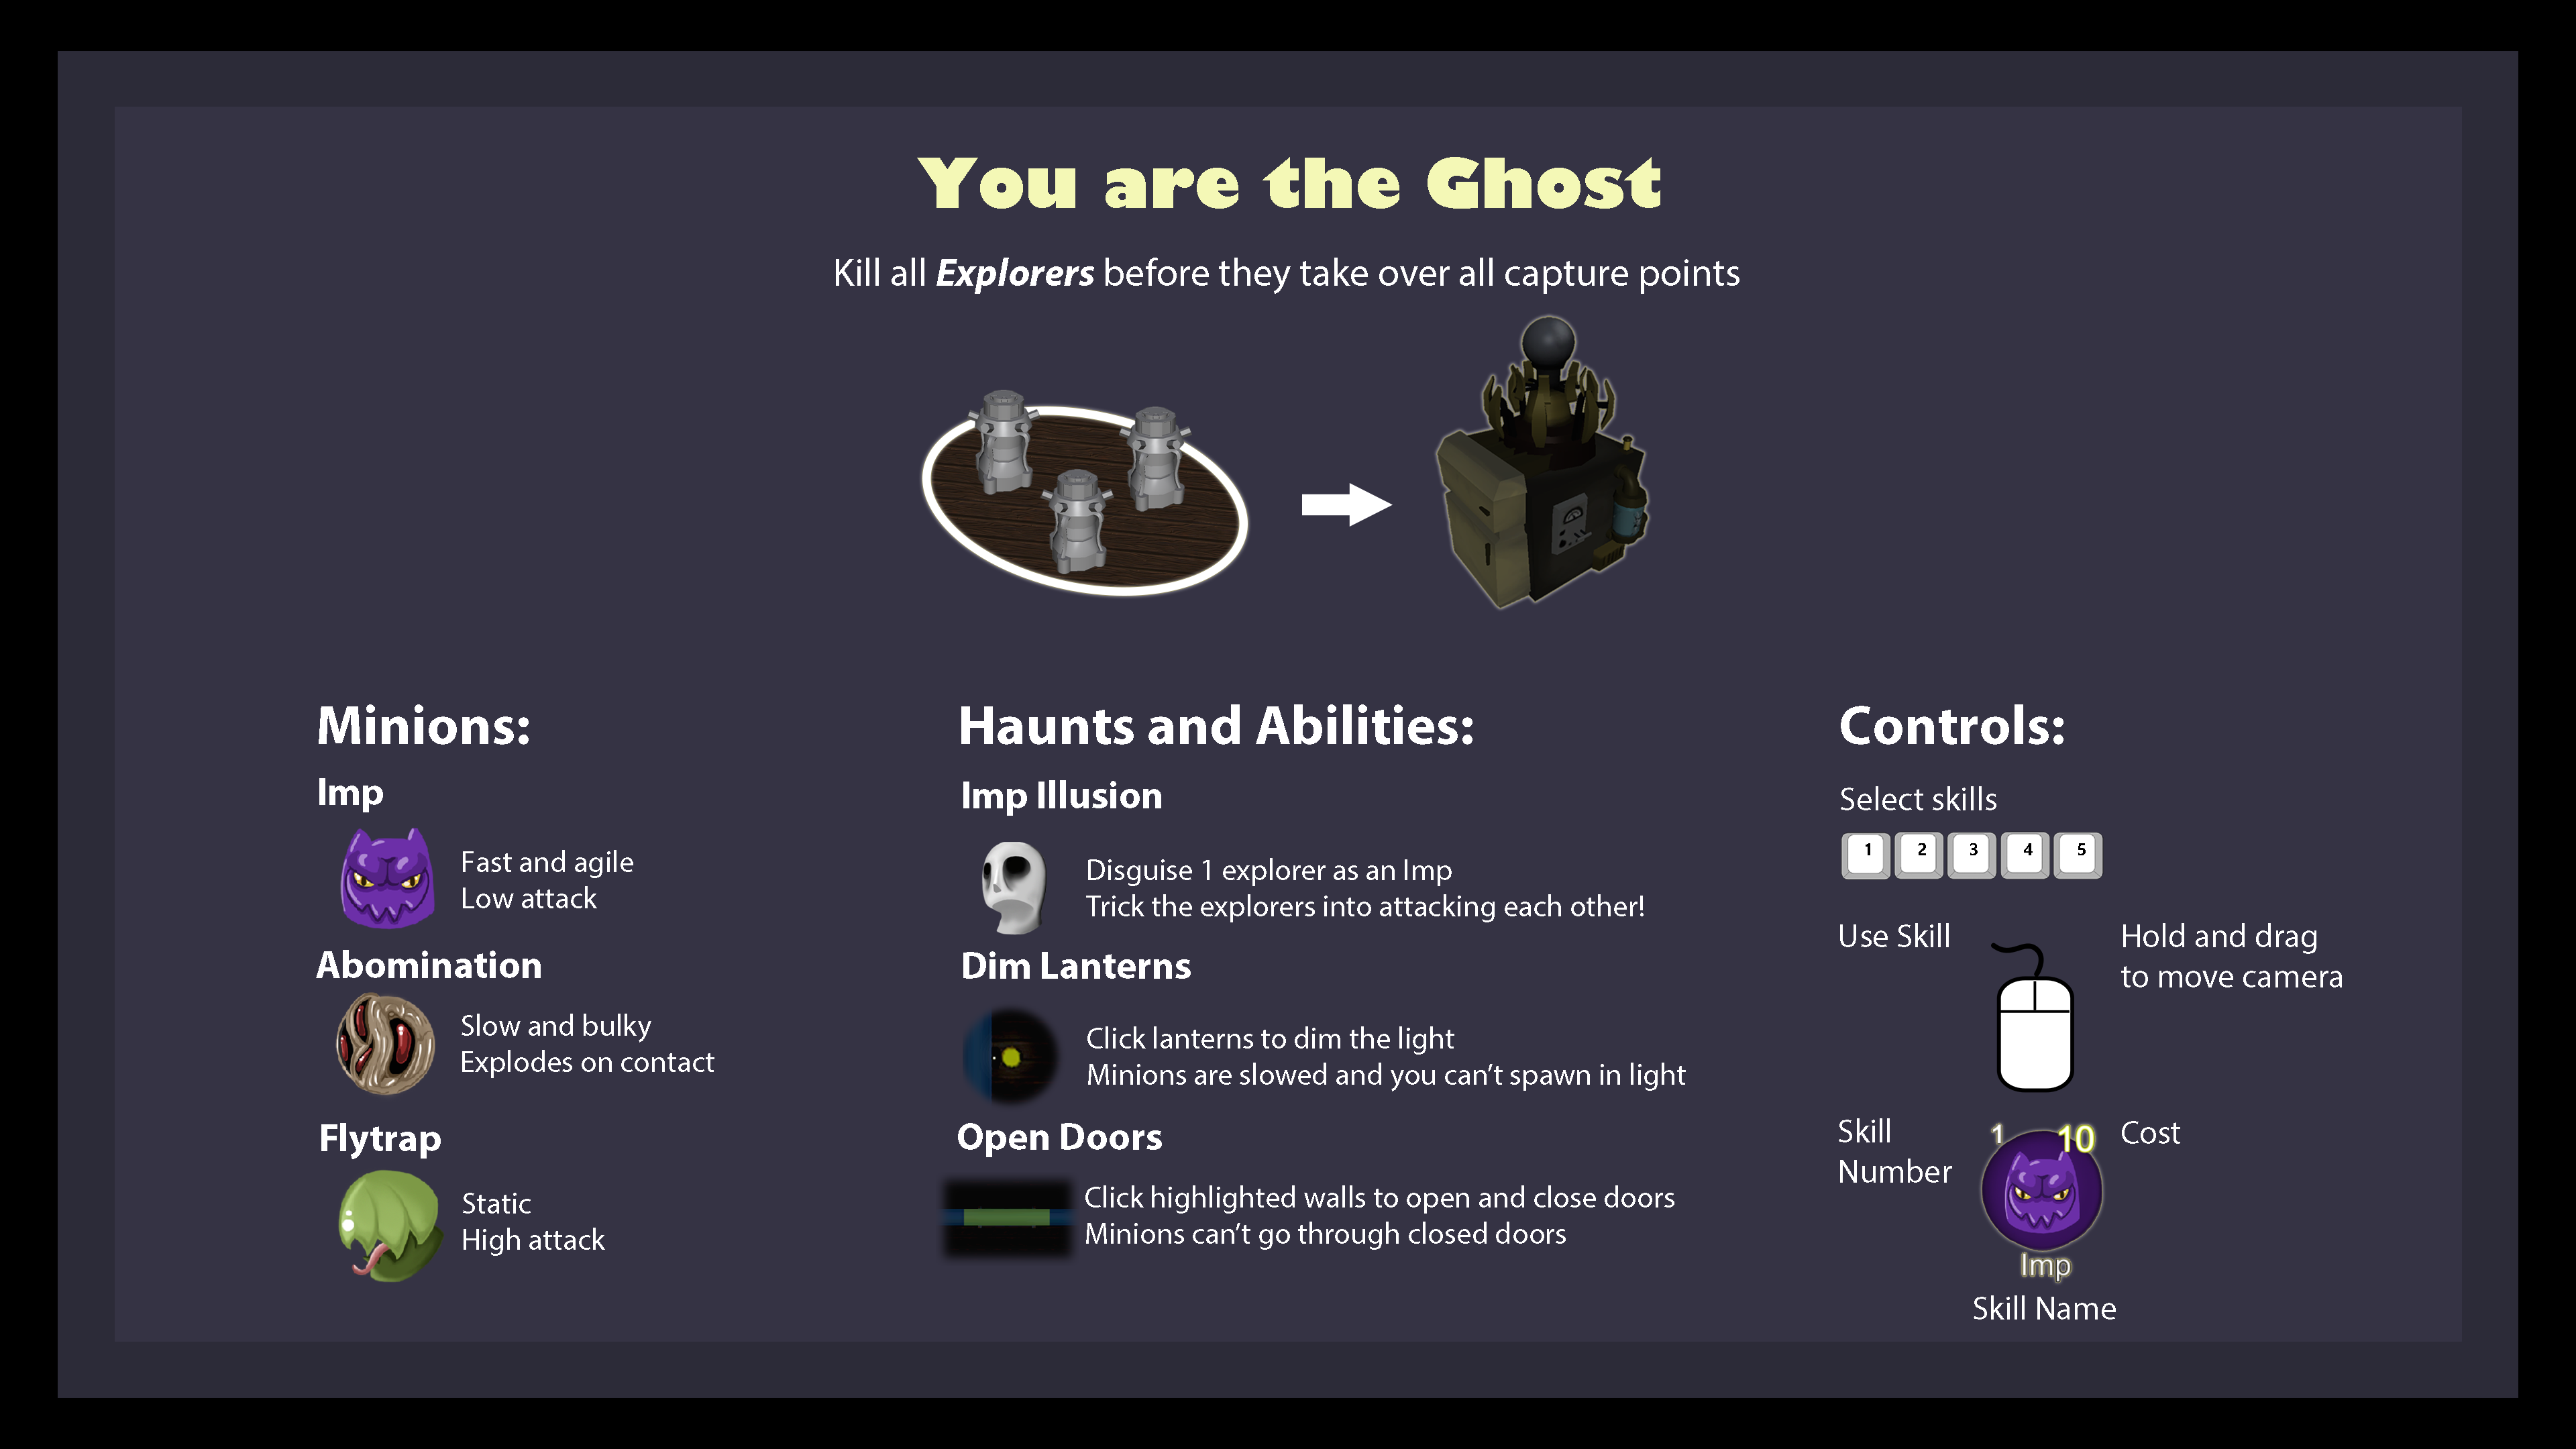 You are the Ghost
Kill all Explorers before they take over all capture points
Minions:
Imp
Fast and agile
Low attack
Abomination
Slow and bulky
Explodes on contact
Flytrap
Static
High attack
Haunts and Abilities:
Imp Illusion
Disguise 1 explorer as an Imp
Trick the explorers into attacking each other!
Dim Lanterns
Click lanterns to dim the light
Minions are slowed and you can't spawn in light
Open Doors
Click highlighted walls to open and close doors
Minions can't go through closed doors
Controls:
Select skills
1 2 3 4 5
Use Skill
Hold and drag
to move camera
Skill
Number
1 10
Cost
Imp
Skill Name